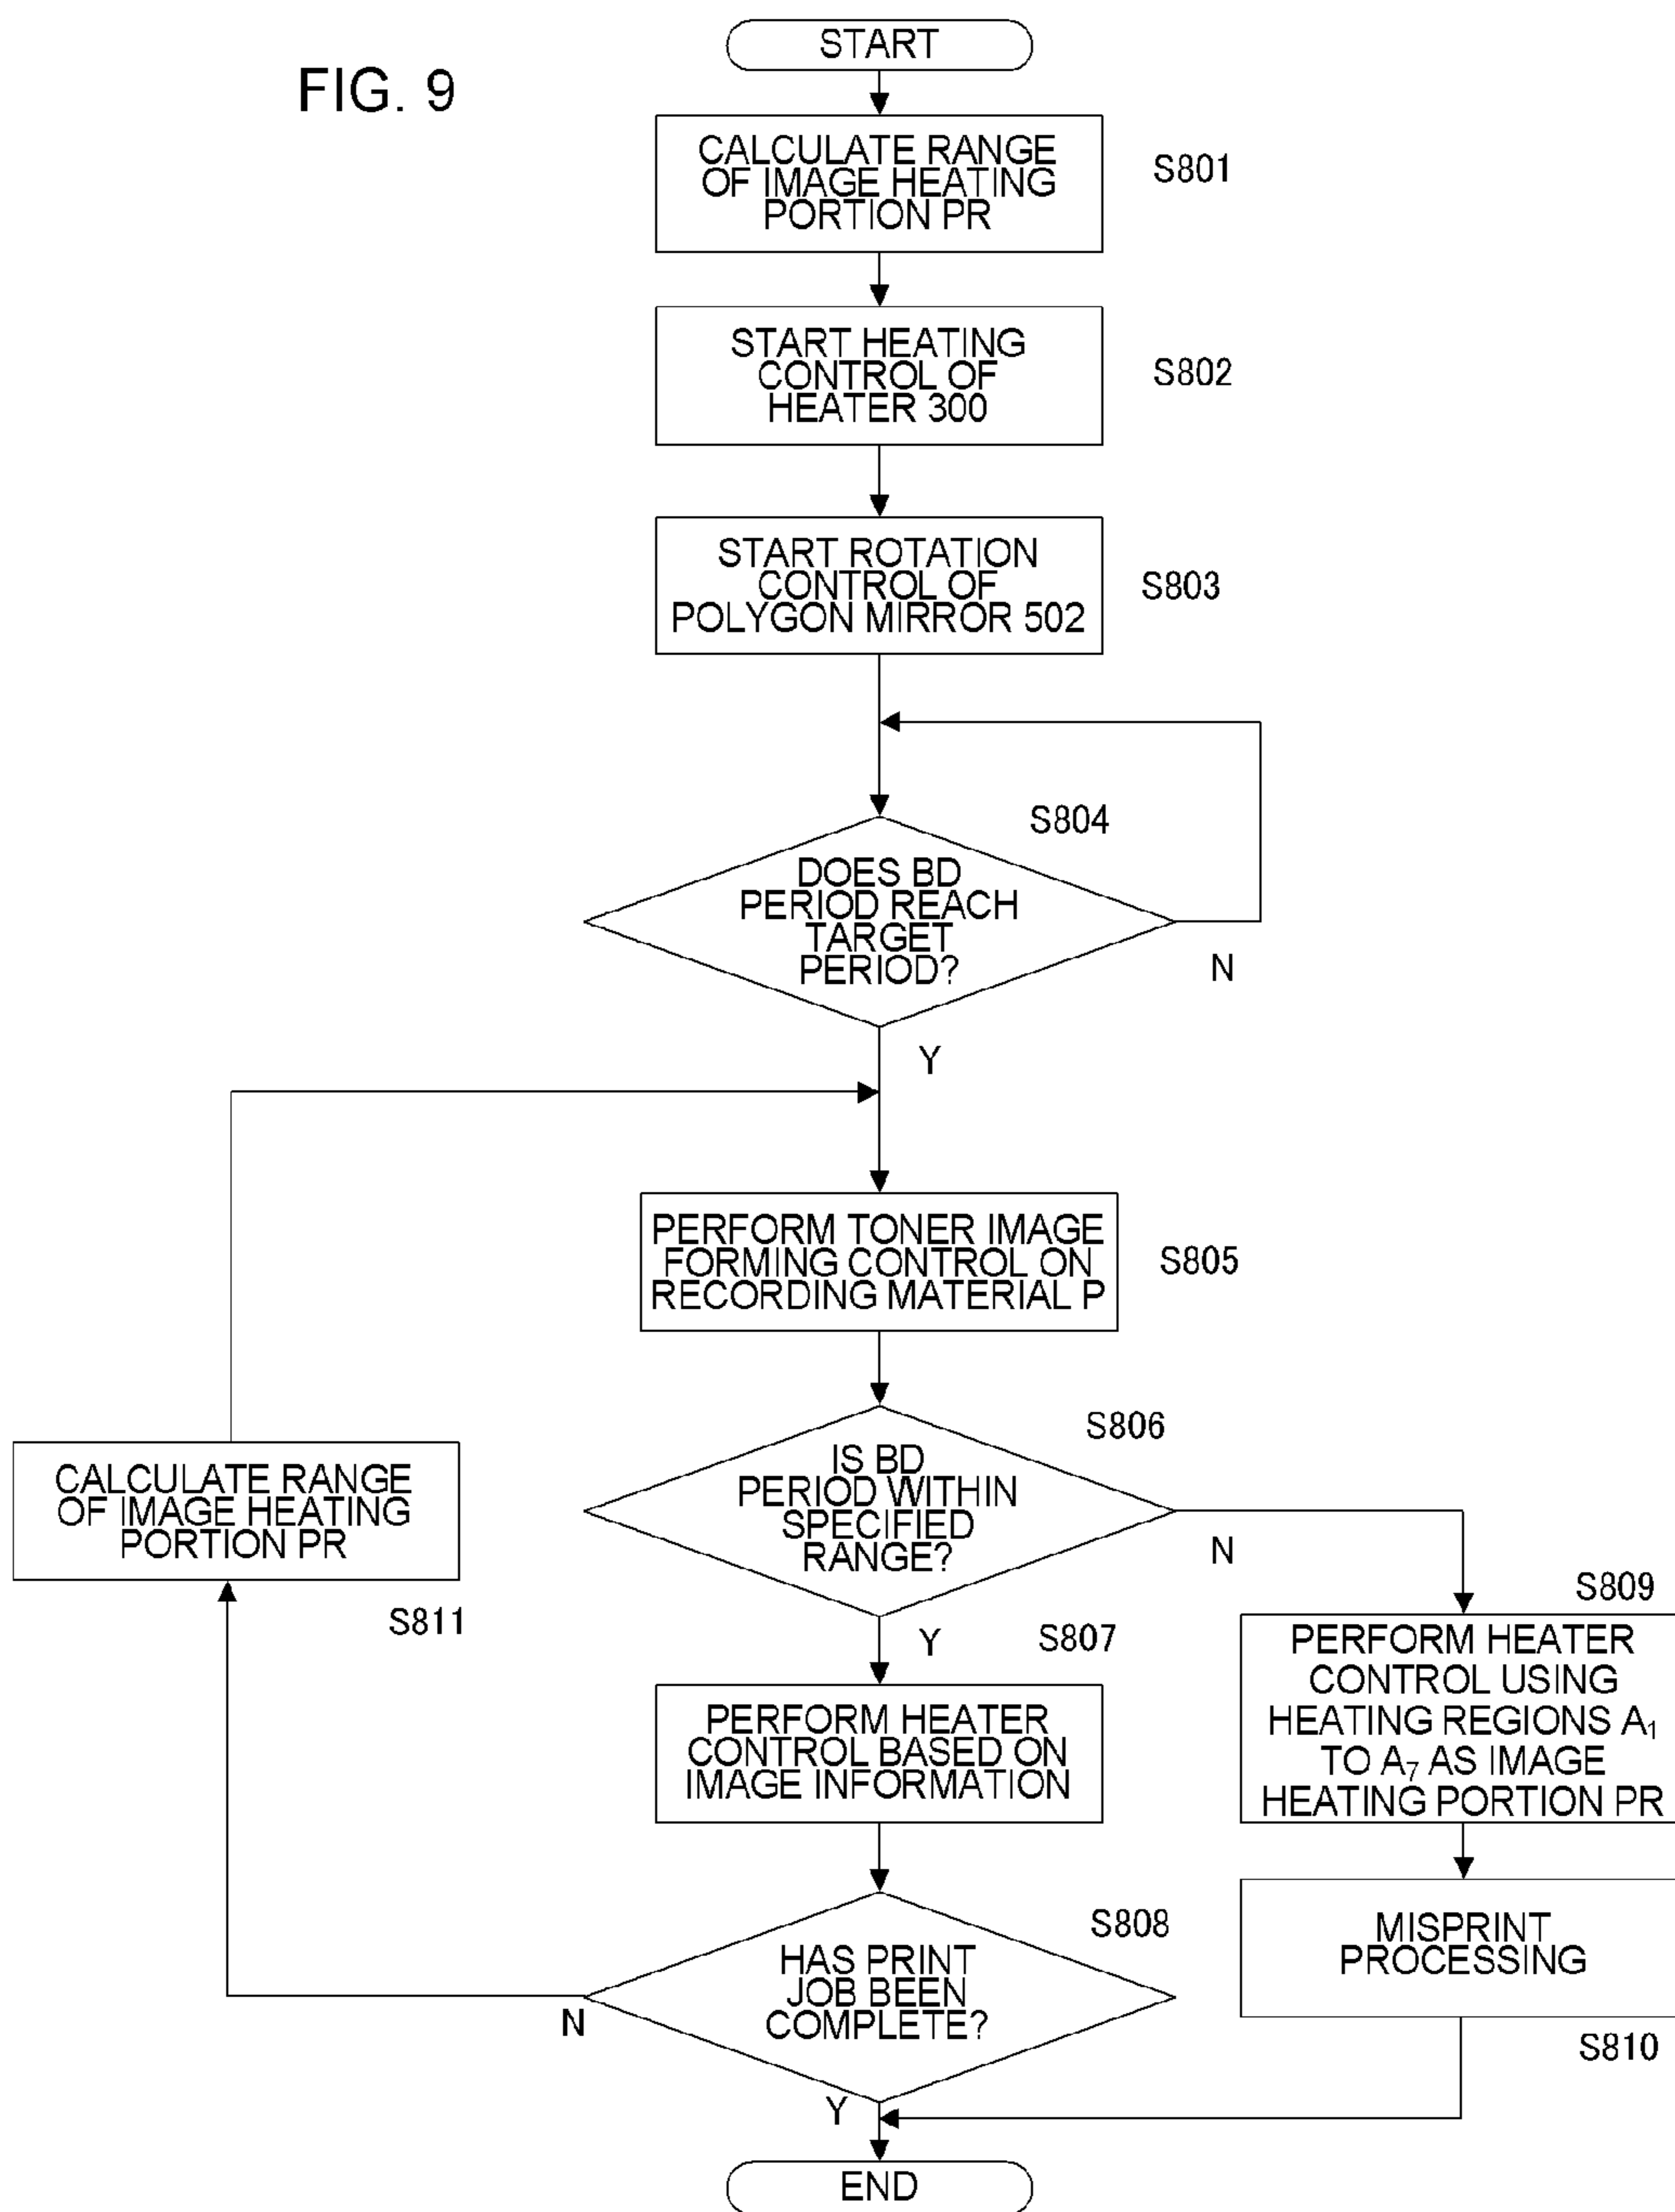 FIG. 9
START
CALCULATE RANGE
OF IMAGE HEATING
PORTION PR
S801
START HEATING
CONTROL OF
HEATER 300
S802
START ROTATION
CONTROL OF
POLYGON MIRROR 502
S803
S804
DOES BD
PERIOD REACH
TARGET
PERIOD?
N
Y
PERFORM TONER IMAGE
FORMING CONTROL ON
RECORDING MATERIAL P
S805
S806
IS BD
PERIOD WITHIN
SPECIFIED
RANGE?
N
Y
CALCULATE RANGE
OF IMAGE HEATING
PORTION PR
S811
S807
PERFORM HEATER
CONTROL BASED ON
IMAGE INFORMATION
S809
PERFORM HEATER
CONTROL USING
HEATING REGIONS A₁
TO A₇ AS IMAGE
HEATING PORTION PR
S808
HAS PRINT
JOB BEEN
COMPLETE?
N
Y
MISPRINT
PROCESSING
S810
END